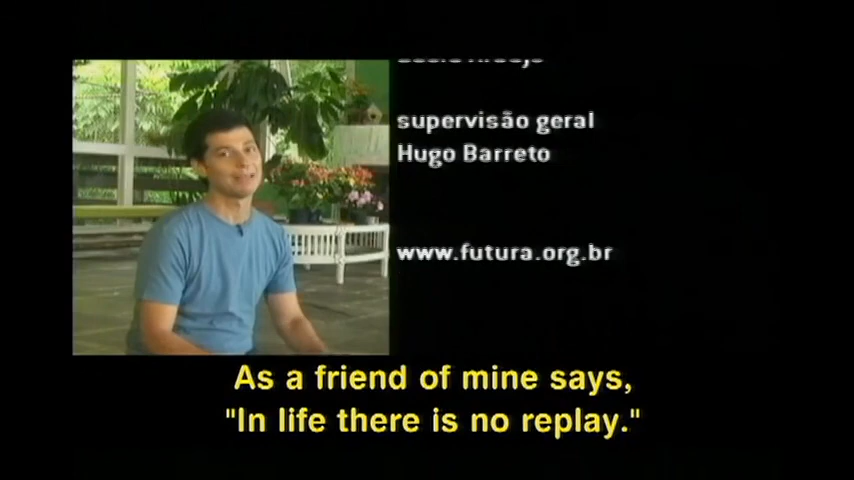 supervisão geral
Hugo Barreto
www.futura.org.br
As a friend of mine says,
"In life there is no replay."